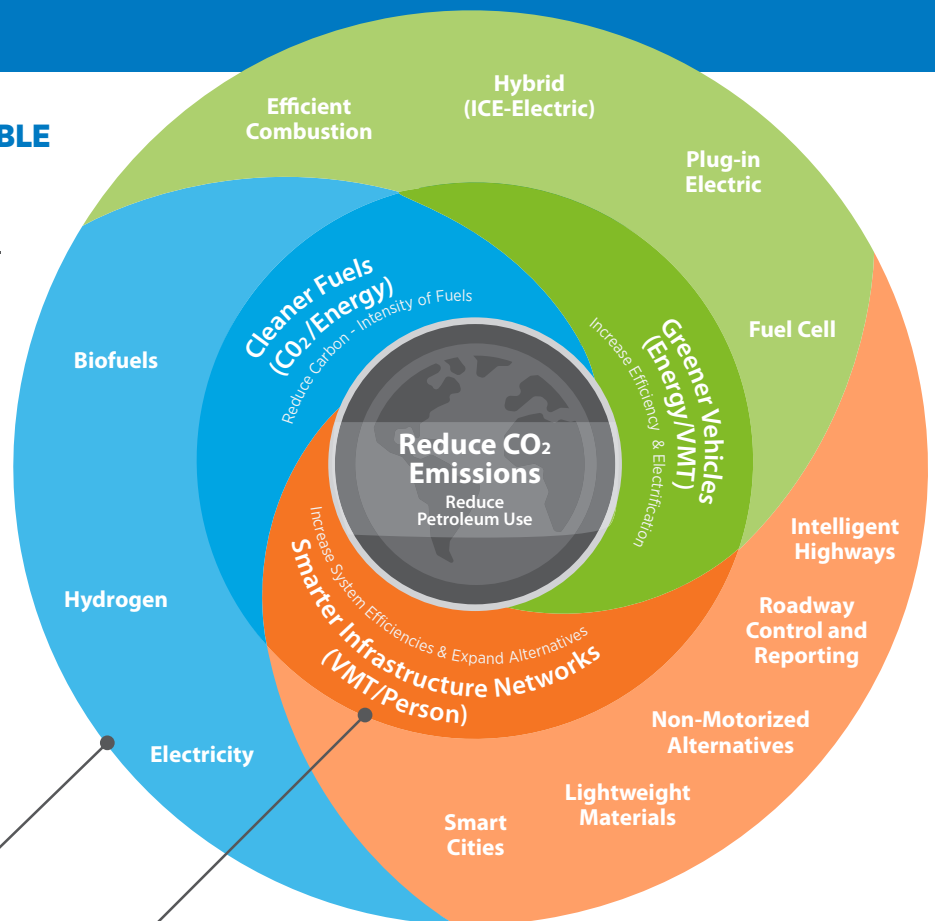 BLE
Efficient
Combustion
Hybrid
(ICE-Electric)
Plug-in
Electric
Fuel Cell
Biofuels
Hydrogen
Electricity
Cleaner Fuels
(CO₂/Energy)
Reduce Carbon - Intensity of Fuels
Greener Vehicles
(Energy/VMT)
Increase Efficiency & Electrification
Reduce CO₂
Emissions
Reduce
Petroleum Use
Increase System Efficiencies & Expand Alternatives
Smarter Infrastructure Networks
(VMT/Person)
Intelligent
Highways
Roadway
Control and
Reporting
Non-Motorized
Alternatives
Lightweight
Materials
Smart
Cities